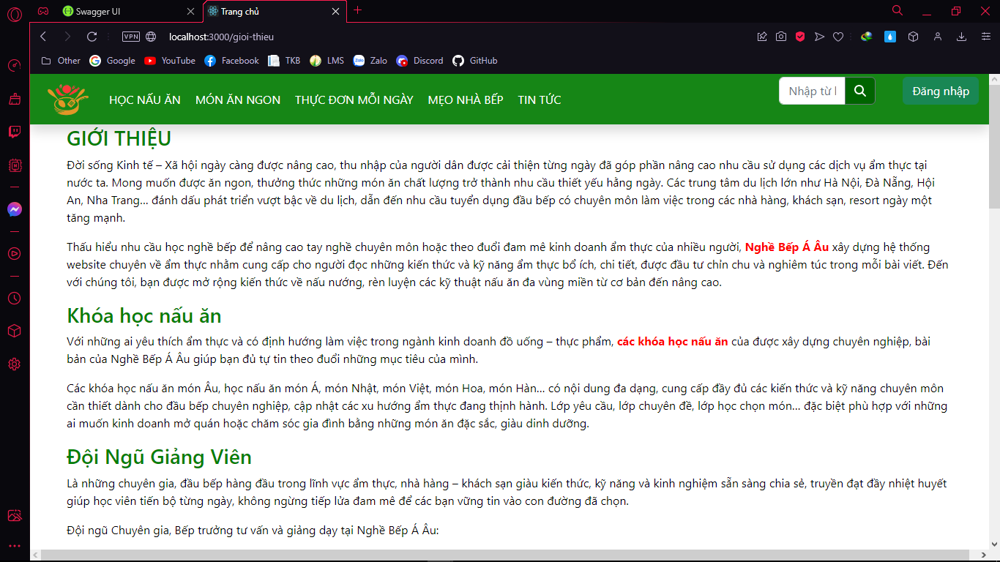 Swagger UI
Trang chủ
VPN
localhost:3000/gioi-thieu
Other
Google
YouTube
Facebook
TKB
LMS
Zalo
Discord
GitHub
HỌC NẤU ĂN
MÓN ĂN NGON
THỰC ĐƠN MỖI NGÀY
MẸO NHÀ BẾP
TIN TỨC
Nhập từ l
Đăng nhập
GIỚI THIỆU
Đời sống Kinh tế – Xã hội ngày càng được nâng cao, thu nhập của người dân được cải thiện từng ngày đã góp phần nâng cao nhu cầu sử dụng các dịch vụ ẩm thực tại
nước ta. Mong muốn được ăn ngon, thưởng thức những món ăn chất lượng trở thành nhu cầu thiết yếu hằng ngày. Các trung tâm du lịch lớn như Hà Nội, Đà Nẵng, Hội
An, Nha Trang... đánh dấu phát triển vượt bậc về du lịch, dẫn đến nhu cầu tuyển dụng đầu bếp có chuyên môn làm việc trong các nhà hàng, khách sạn, resort ngày một
tăng mạnh.
Thấu hiểu nhu cầu học nghề bếp để nâng cao tay nghề chuyên môn hoặc theo đuổi đam mê kinh doanh ẩm thực của nhiều người, Nghề Bếp Á Âu xây dựng hệ thống
website chuyên về ẩm thực nhằm cung cấp cho người đọc những kiến thức và kỹ năng ẩm thực bổ ích, chi tiết, được đầu tư chỉn chu và nghiêm túc trong mỗi bài viết. Đến
với chúng tôi, bạn được mở rộng kiến thức về nấu nướng, rèn luyện các kỹ thuật nấu ăn đa vùng miền từ cơ bản đến nâng cao.
Khóa học nấu ăn
Với những ai yêu thích ẩm thực và có định hướng làm việc trong ngành kinh doanh đồ uống – thực phẩm, các khóa học nấu ăn của được xây dựng chuyên nghiệp, bài
bản của Nghề Bếp Á Âu giúp bạn đủ tự tin theo đuổi những mục tiêu của mình.
Các khóa học nấu ăn món Âu, học nấu ăn món Á, món Nhật, món Việt, món Hoa, món Hàn... có nội dung đa dạng, cung cấp đầy đủ các kiến thức và kỹ năng chuyên môn
cần thiết dành cho đầu bếp chuyên nghiệp, cập nhật các xu hướng ẩm thực đang thịnh hành. Lớp yêu cầu, lớp chuyên đề, lớp học chọn món... đặc biệt phù hợp với những
ai muốn kinh doanh mở quán hoặc chăm sóc gia đình bằng những món ăn đặc sắc, giàu dinh dưỡng.
Đội Ngũ Giảng Viên
Là những chuyên gia, đầu bếp hàng đầu trong lĩnh vực ẩm thực, nhà hàng – khách sạn giàu kiến thức, kỹ năng và kinh nghiệm sẵn sàng chia sẻ, truyền đạt đầy nhiệt huyết
giúp học viên tiến bộ từng ngày, không ngừng tiếp lửa đam mê để các bạn vững tin vào con đường đã chọn.
Đội ngũ Chuyên gia, Bếp trưởng tư vấn và giảng dạy tại Nghề Bếp Á Âu: